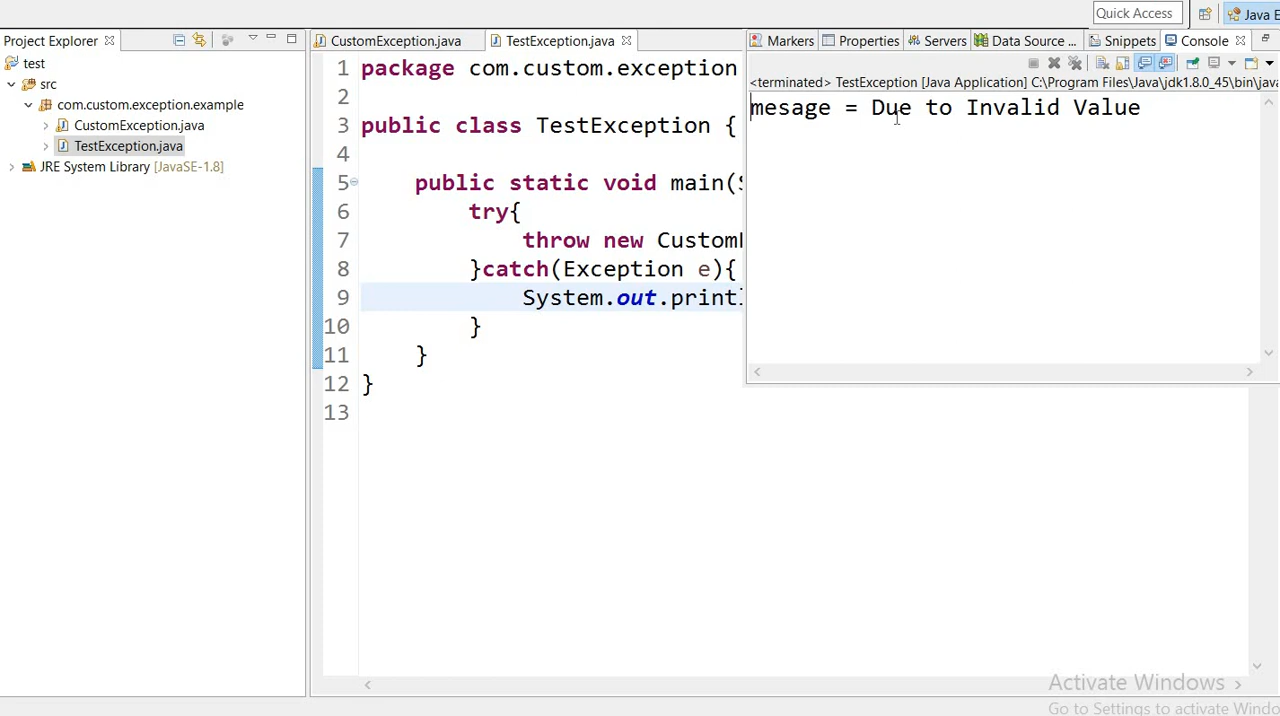 Quick Access
Java E
Project Explorer
CustomException.java
TestException.java
Markers
Properties
Servers
Data Source ...
Snippets
Console
test
src
com.custom.exception.example
CustomException.java
TestException.java
JRE System Library [JavaSE-1.8]
<terminated> TestException [Java Application] C:\Program Files\Java\jdk1.8.0_45\bin\java
mesage = Due to Invalid Value
1 package com.custom.exception
2
3 public class TestException {
4
5 public static void main(S
6 try{
7 throw new Custom
8 }catch(Exception e){
9 System.out.printl
10 }
11 }
12 }
13
Activate Windows
Go to Settings to activate Windo